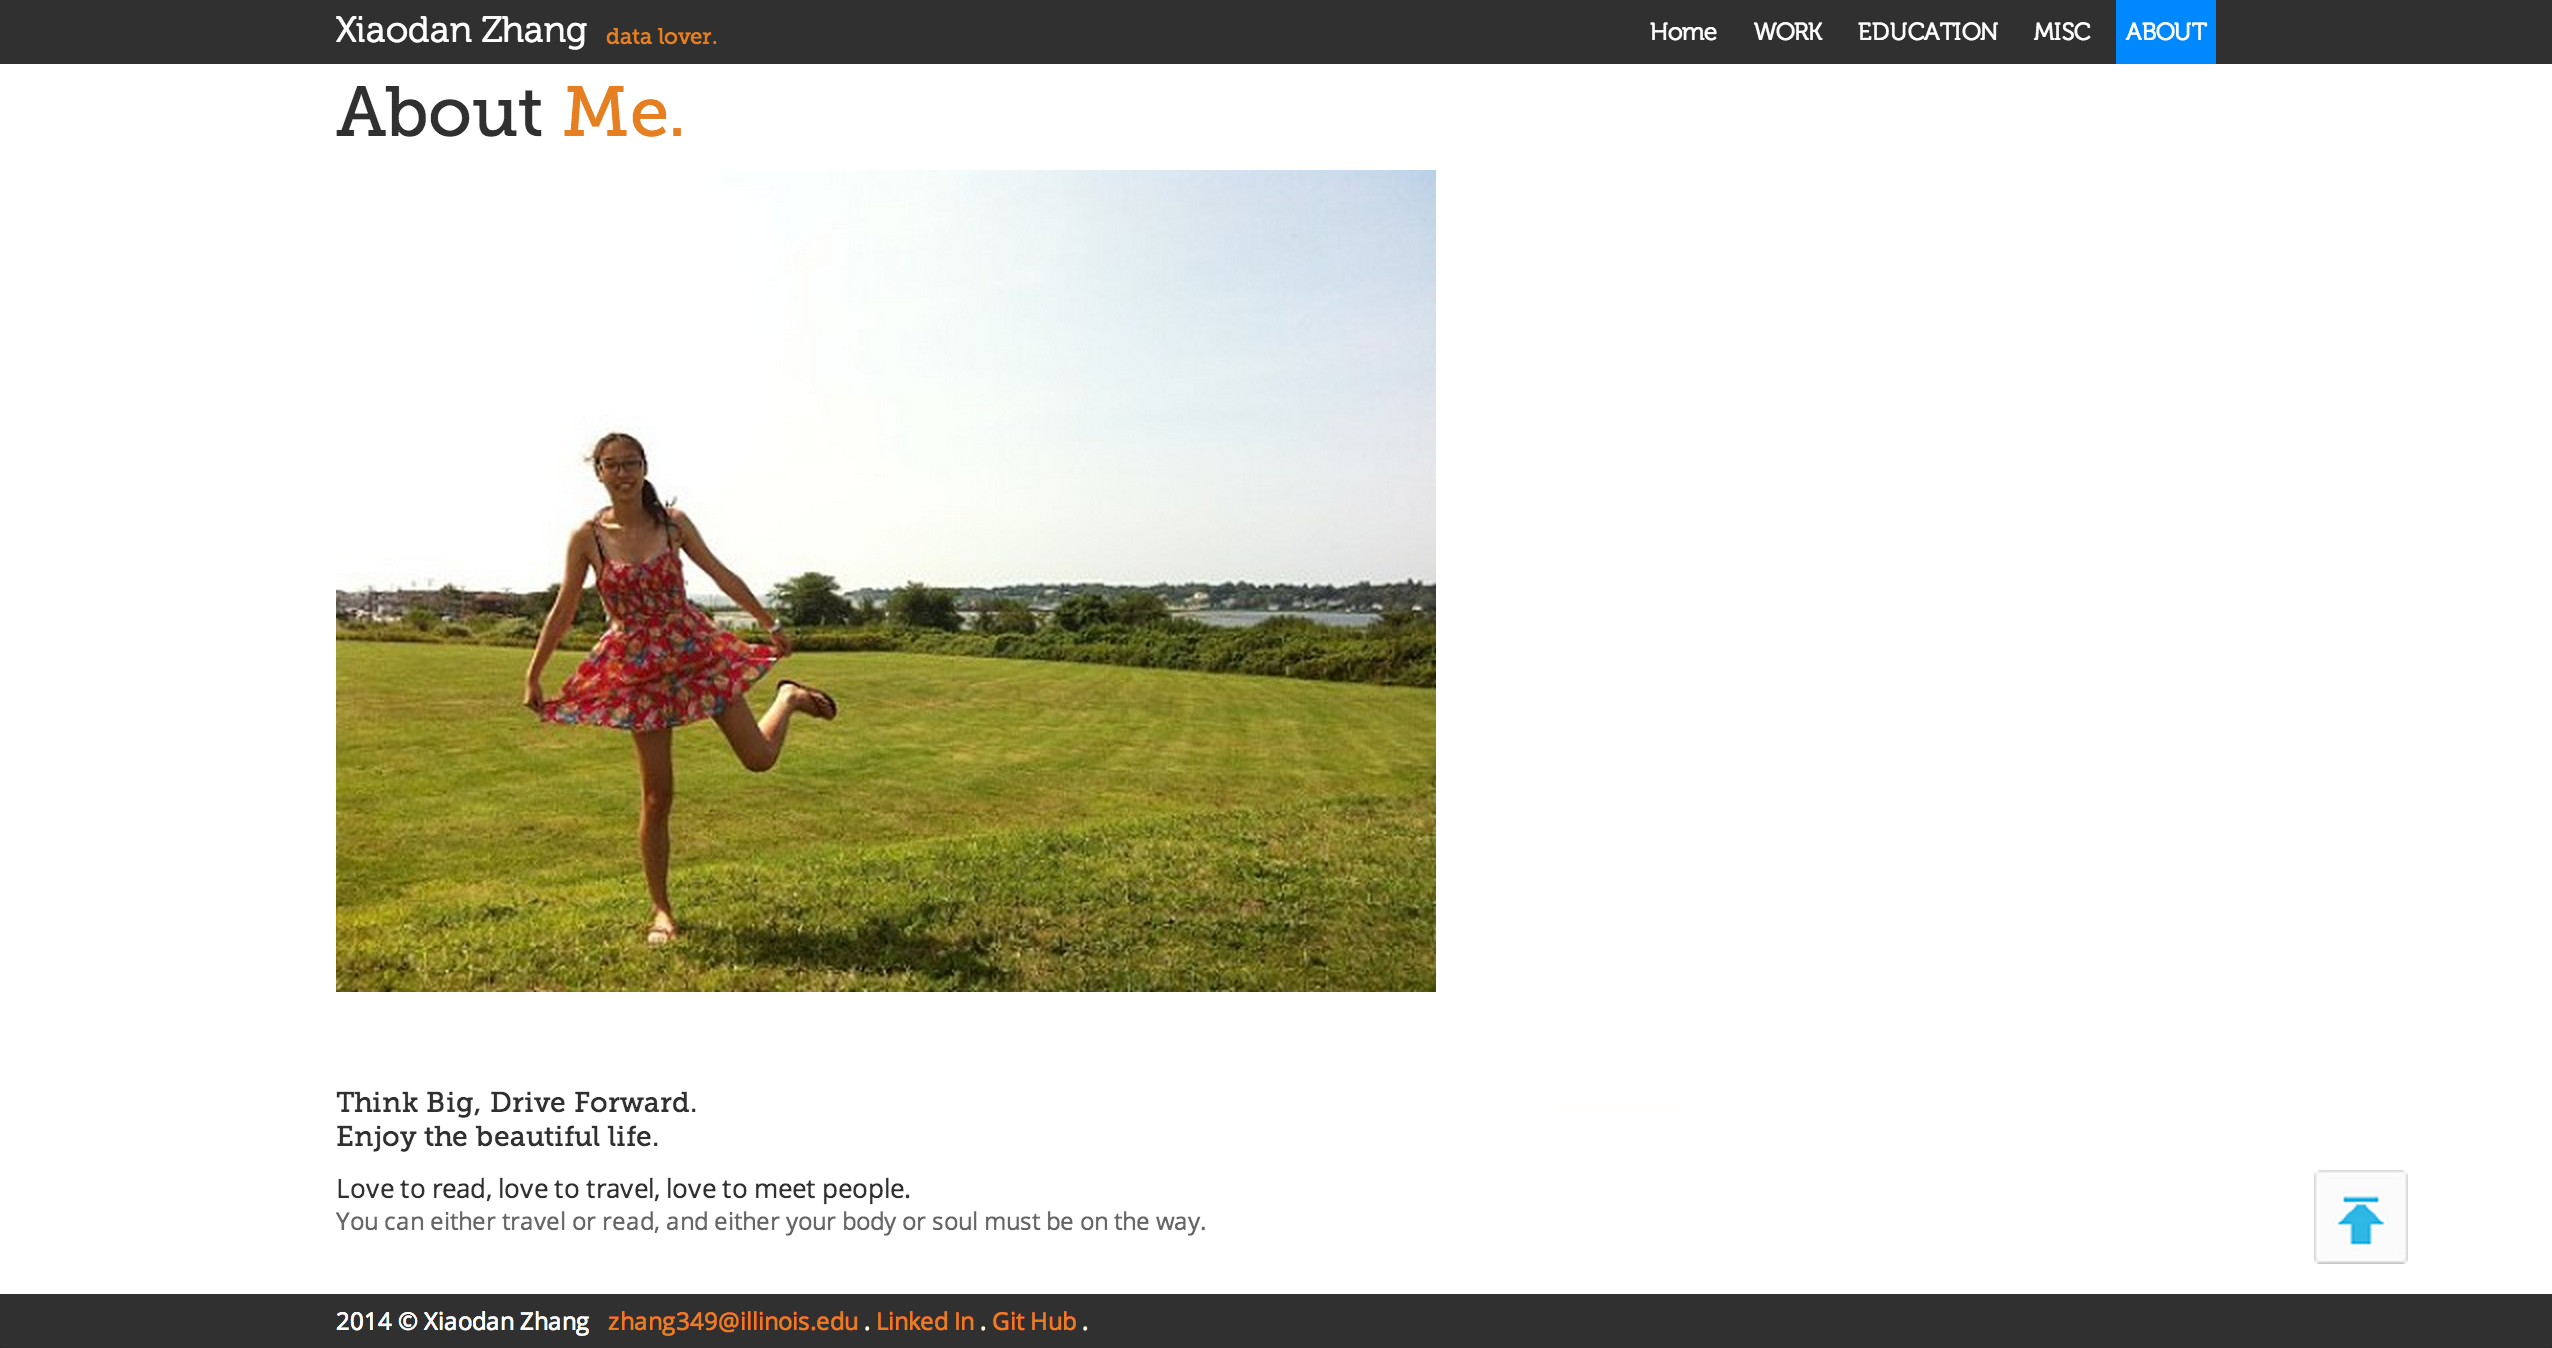 Xiaodan Zhang data lover.
Home WORK EDUCATION MISC ABOUT
About Me.
Think Big, Drive Forward.
Enjoy the beautiful life.
Love to read, love to travel, love to meet people.
You can either travel or read, and either your body or soul must be on the way.
2014 © Xiaodan Zhang zhang349@illinois.edu . Linked In . Git Hub .